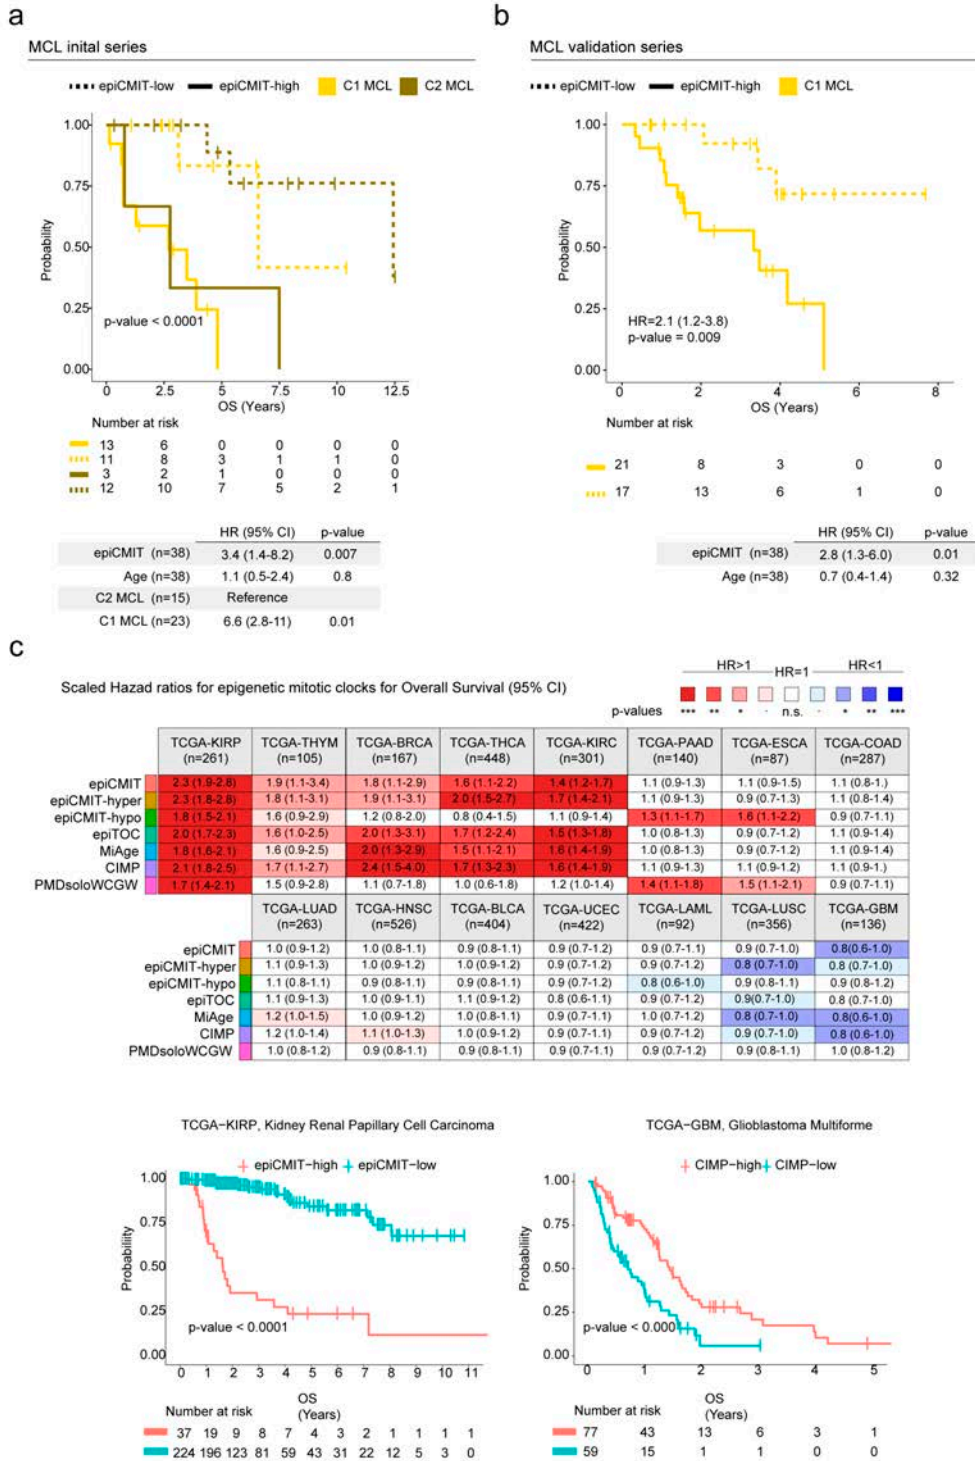 a
MCL inital series
epiCMIT-low epiCMIT-high C1 MCL C2 MCL
1.00
0.75
0.50
0.25
0.00
Probability
p-value < 0.0001
0 2.5 5 7.5 10 12.5
OS (Years)
Number at risk
13 6 0 0 0 0
11 8 3 1 1 0
3 2 1 0 0 0
12 10 7 5 2 1
HR (95% CI) p-value
epiCMIT (n=38) 3.4 (1.4-8.2) 0.007
Age (n=38) 1.1 (0.5-2.4) 0.8
C2 MCL (n=15) Reference
C1 MCL (n=23) 6.6 (2.8-11) 0.01
b
MCL validation series
epiCMIT-low epiCMIT-high C1 MCL
1.00
0.75
0.50
0.25
0.00
Probability
HR=2.1 (1.2-3.8)
p-value = 0.009
0 2 4 6 8
OS (Years)
Number at risk
21 8 3 0 0
17 13 6 1 0
HR (95% CI) p-value
epiCMIT (n=38) 2.8 (1.3-6.0) 0.01
Age (n=38) 0.7 (0.4-1.4) 0.32
c
Scaled Hazad ratios for epigenetic mitotic clocks for Overall Survival (95% CI)
HR>1 HR=1 HR<1
p-values *** ** * · n.s. · * ** ***
TCGA-KIRP (n=261) TCGA-THYM (n=105) TCGA-BRCA (n=167) TCGA-THCA (n=448) TCGA-KIRC (n=301) TCGA-PAAD (n=140) TCGA-ESCA (n=87) TCGA-COAD (n=287)
epiCMIT 2.3 (1.9-2.8) 1.9 (1.1-3.4) 1.8 (1.1-2.9) 1.6 (1.1-2.2) 1.4 (1.2-1.7) 1.1 (0.9-1.3) 1.1 (0.9-1.5) 1.1 (0.8-1.)
epiCMIT-hyper 2.3 (1.8-2.8) 1.8 (1.1-3.1) 1.9 (1.1-3.1) 2.0 (1.5-2.7) 1.7 (1.4-2.1) 1.1 (0.9-1.3) 0.9 (0.7-1.3) 1.1 (0.8-1.4)
epiCMIT-hypo 1.8 (1.5-2.1) 1.6 (0.9-2.9) 1.2 (0.8-2.0) 0.8 (0.4-1.5) 1.1 (0.9-1.4) 1.3 (1.1-1.7) 1.6 (1.1-2.2) 0.9 (0.7-1.1)
epiTOC 2.0 (1.7-2.3) 1.6 (1.0-2.5) 2.0 (1.3-3.1) 1.7 (1.2-2.4) 1.5 (1.3-1.8) 1.0 (0.8-1.3) 0.9 (0.7-1.2) 1.1 (0.9-1.4)
MiAge 1.8 (1.6-2.1) 1.6 (0.9-2.5) 2.0 (1.3-2.9) 1.5 (1.1-2.1) 1.6 (1.4-1.9) 1.0 (0.8-1.3) 0.9 (0.7-1.2) 1.1 (0.9-1.4)
CIMP 2.1 (1.8-2.5) 1.7 (1.1-2.7) 2.4 (1.5-4.0) 1.7 (1.3-2.3) 1.6 (1.4-1.9) 1.1 (0.9-1.3) 0.9 (0.7-1.2) 1.1 (0.9-1.)
PMDsoloWCGW 1.7 (1.4-2.1) 1.5 (0.9-2.8) 1.1 (0.7-1.8) 1.0 (0.6-1.8) 1.2 (1.0-1.4) 1.4 (1.1-1.8) 1.5 (1.1-2.1) 0.9 (0.7-1.1)
TCGA-LUAD (n=263) TCGA-HNSC (n=526) TCGA-BLCA (n=404) TCGA-UCEC (n=422) TCGA-LAML (n=92) TCGA-LUSC (n=356) TCGA-GBM (n=136)
epiCMIT 1.0 (0.9-1.2) 1.0 (0.8-1.1) 0.9 (0.8-1.1) 0.9 (0.7-1.2) 0.9 (0.7-1.1) 0.9 (0.7-1.0) 0.8(0.6-1.0)
epiCMIT-hyper 1.1 (0.9-1.3) 1.0 (0.9-1.2) 1.0 (0.9-1.2) 0.9 (0.7-1.2) 0.9 (0.7-1.2) 0.8 (0.7-1.0) 0.8 (0.7-1.0)
epiCMIT-hypo 1.1 (0.8-1.1) 0.9 (0.8-1.1) 0.9 (0.8-1.1) 0.9 (0.7-1.2) 0.8 (0.6-1.0) 0.9 (0.8-1.1) 0.9 (0.8-1.2)
epiTOC 1.1 (0.9-1.3) 1.0 (0.9-1.1) 1.1 (0.9-1.2) 0.8 (0.6-1.1) 0.9 (0.7-1.2) 0.9(0.7-1.0) 0.8 (0.7-1.0)
MiAge 1.2 (1.0-1.5) 1.0 (0.9-1.2) 1.0 (0.9-1.2) 0.9 (0.7-1.2) 0.9 (0.7-1.2) 0.8 (0.7-1.0) 0.8(0.6-1.0)
CIMP 1.2 (1.0-1.4) 1.1 (1.0-1.3) 1.0 (0.9-1.2) 0.9 (0.7-1.2) 0.9 (0.7-1.2) 0.9 (0.7-1.0) 0.8 (0.6-1.0)
PMDsoloWCGW 1.0 (0.8-1.2) 0.9 (0.8-1.1) 0.9 (0.8-1.1) 0.9 (0.7-1.1) 0.9 (0.7-1.2) 0.9 (0.8-1.1) 1.0 (0.8-1.2)
TCGA−KIRP, Kidney Renal Papillary Cell Carcinoma
epiCMIT−high epiCMIT−low
1.00
0.75
0.50
0.25
0.00
Probability
p-value < 0.0001
0 1 2 3 4 5 6 7 8 9 10 11
OS
(Years)
Number at risk
37 19 9 8 7 4 3 2 1 1 1 1
224 196 123 81 59 43 31 22 12 5 3 0
TCGA−GBM, Glioblastoma Multiforme
CIMP−high CIMP−low
1.00
0.75
0.50
0.25
0.00
Probability
p-value < 0.000
0 1 2 3 4 5
OS
(Years)
Number at risk
77 43 13 6 3 1
59 15 1 1 0 0